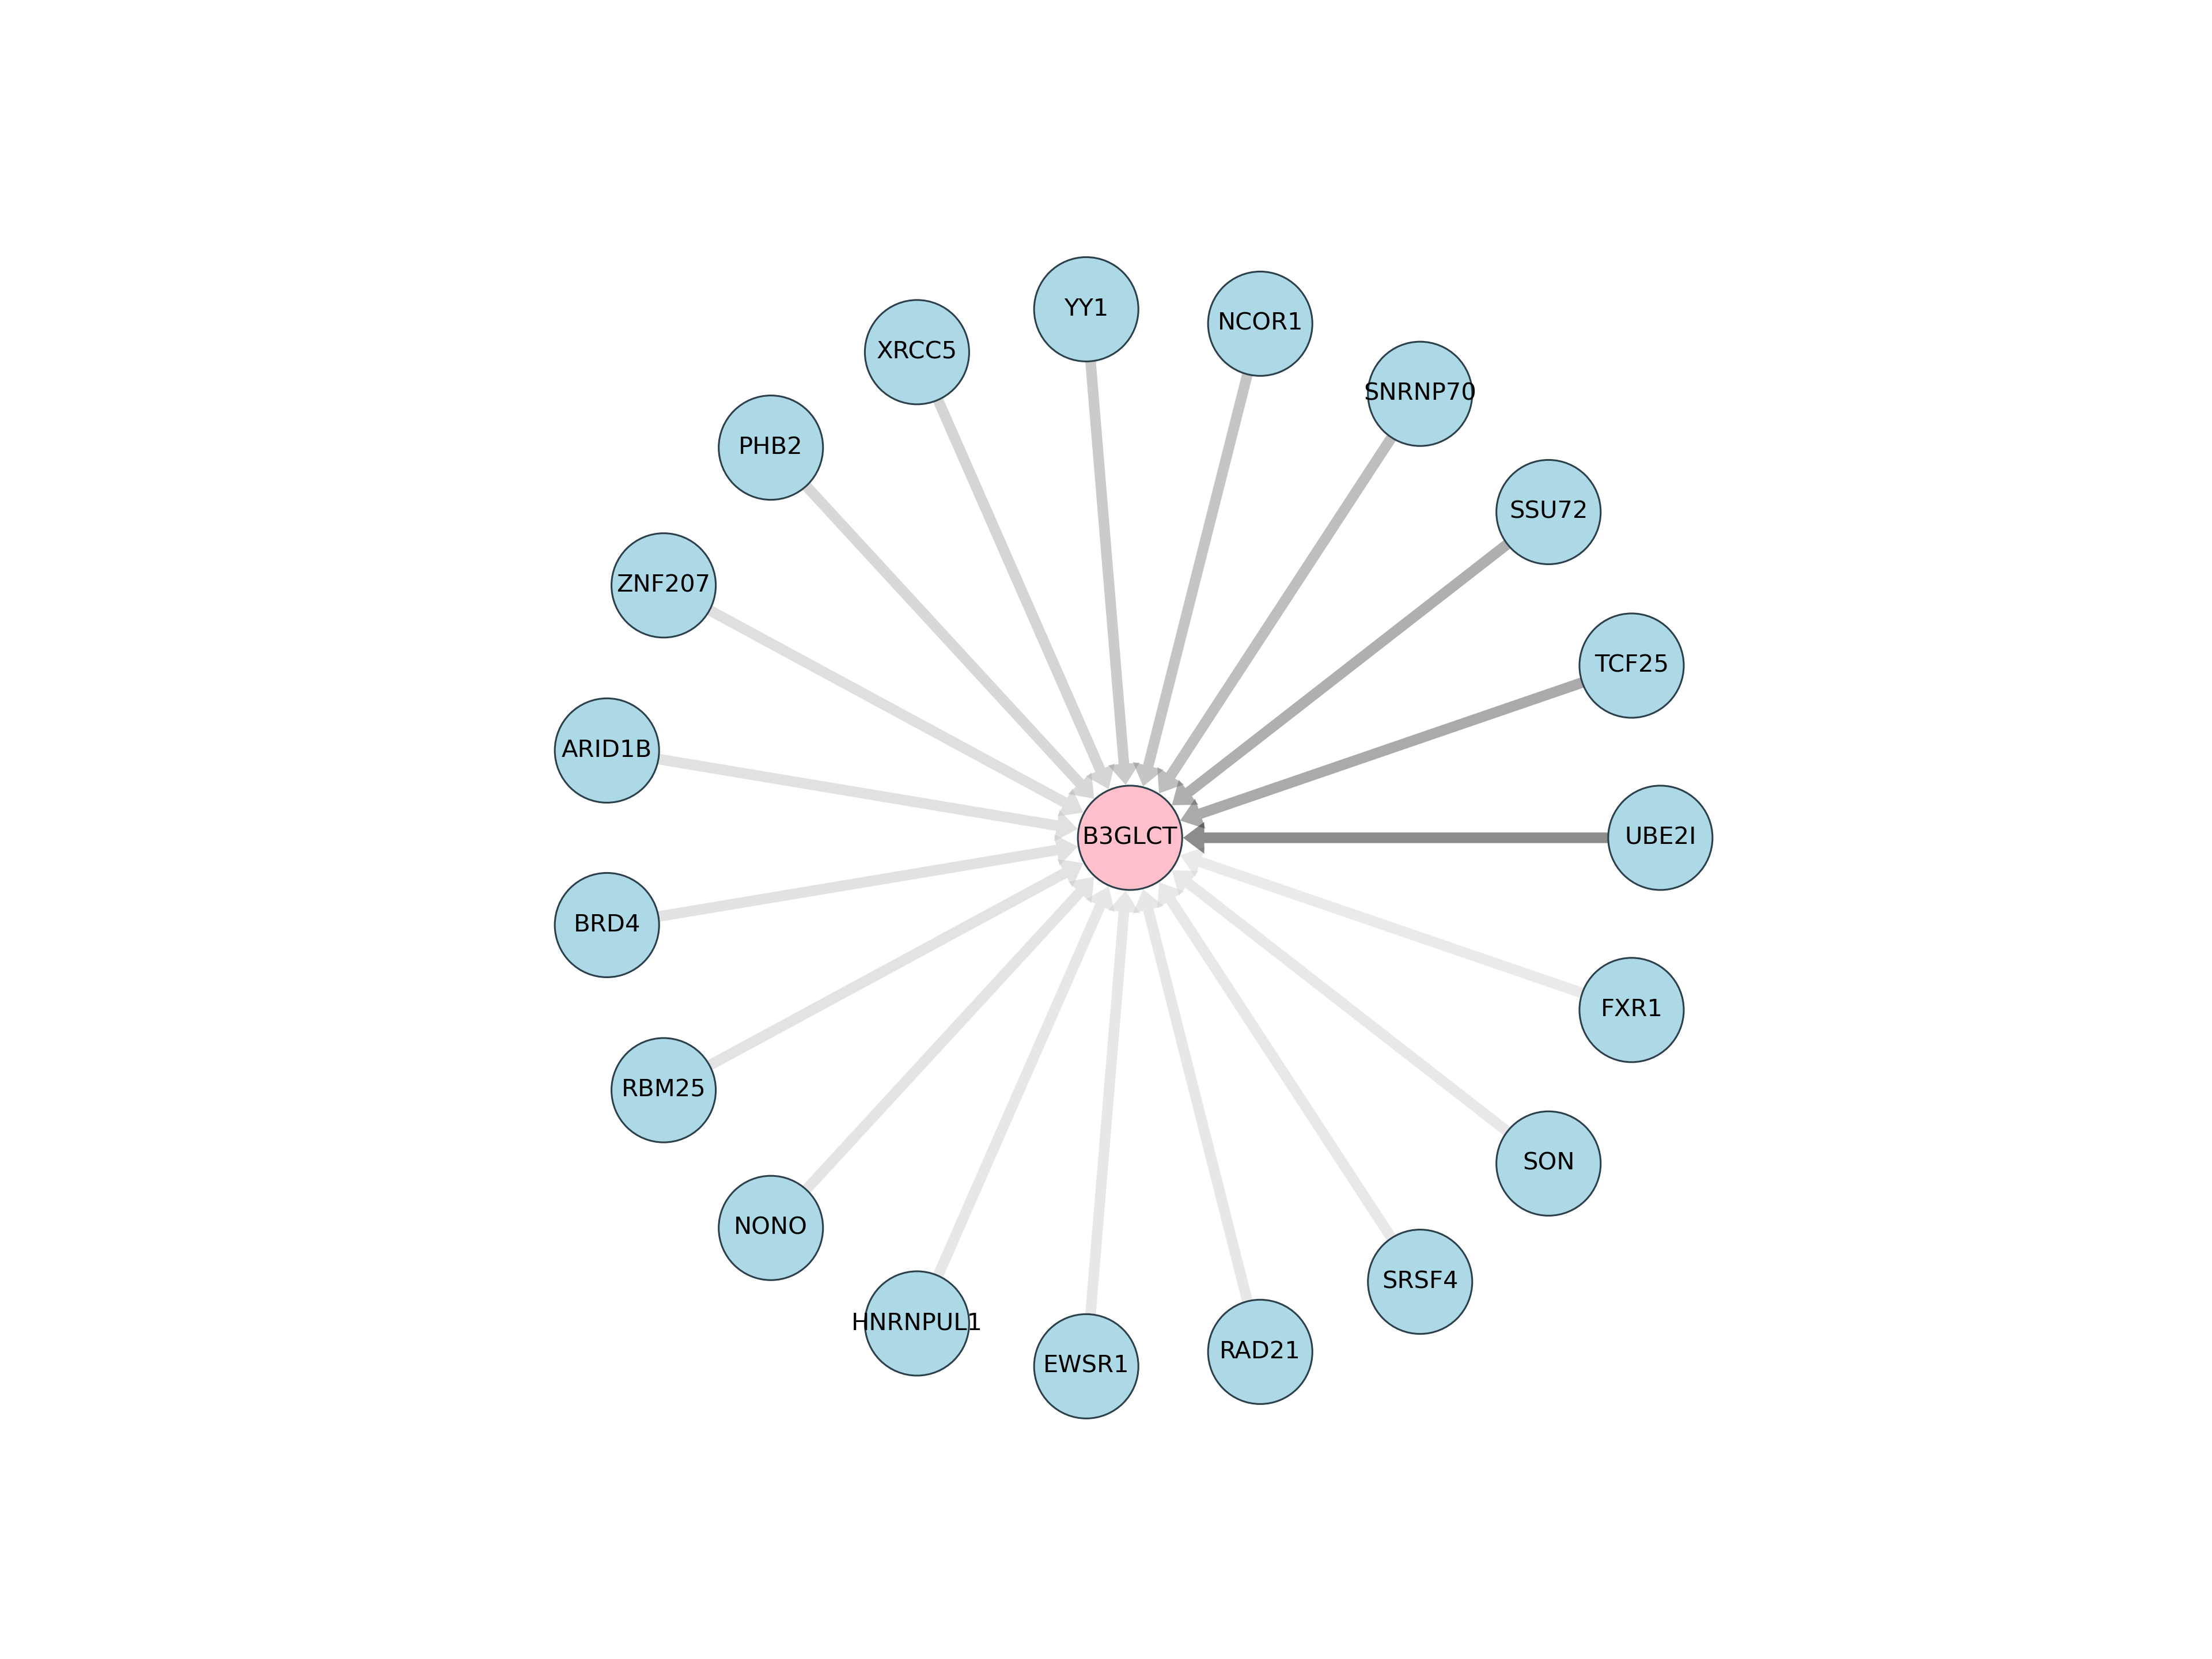 YY1
NCOR1
XRCC5
SNRNP70
PHB2
SSU72
ZNF207
TCF25
ARID1B
B3GLCT
UBE2I
BRD4
FXR1
RBM25
SON
NONO
SRSF4
HNRNPUL1
RAD21
EWSR1